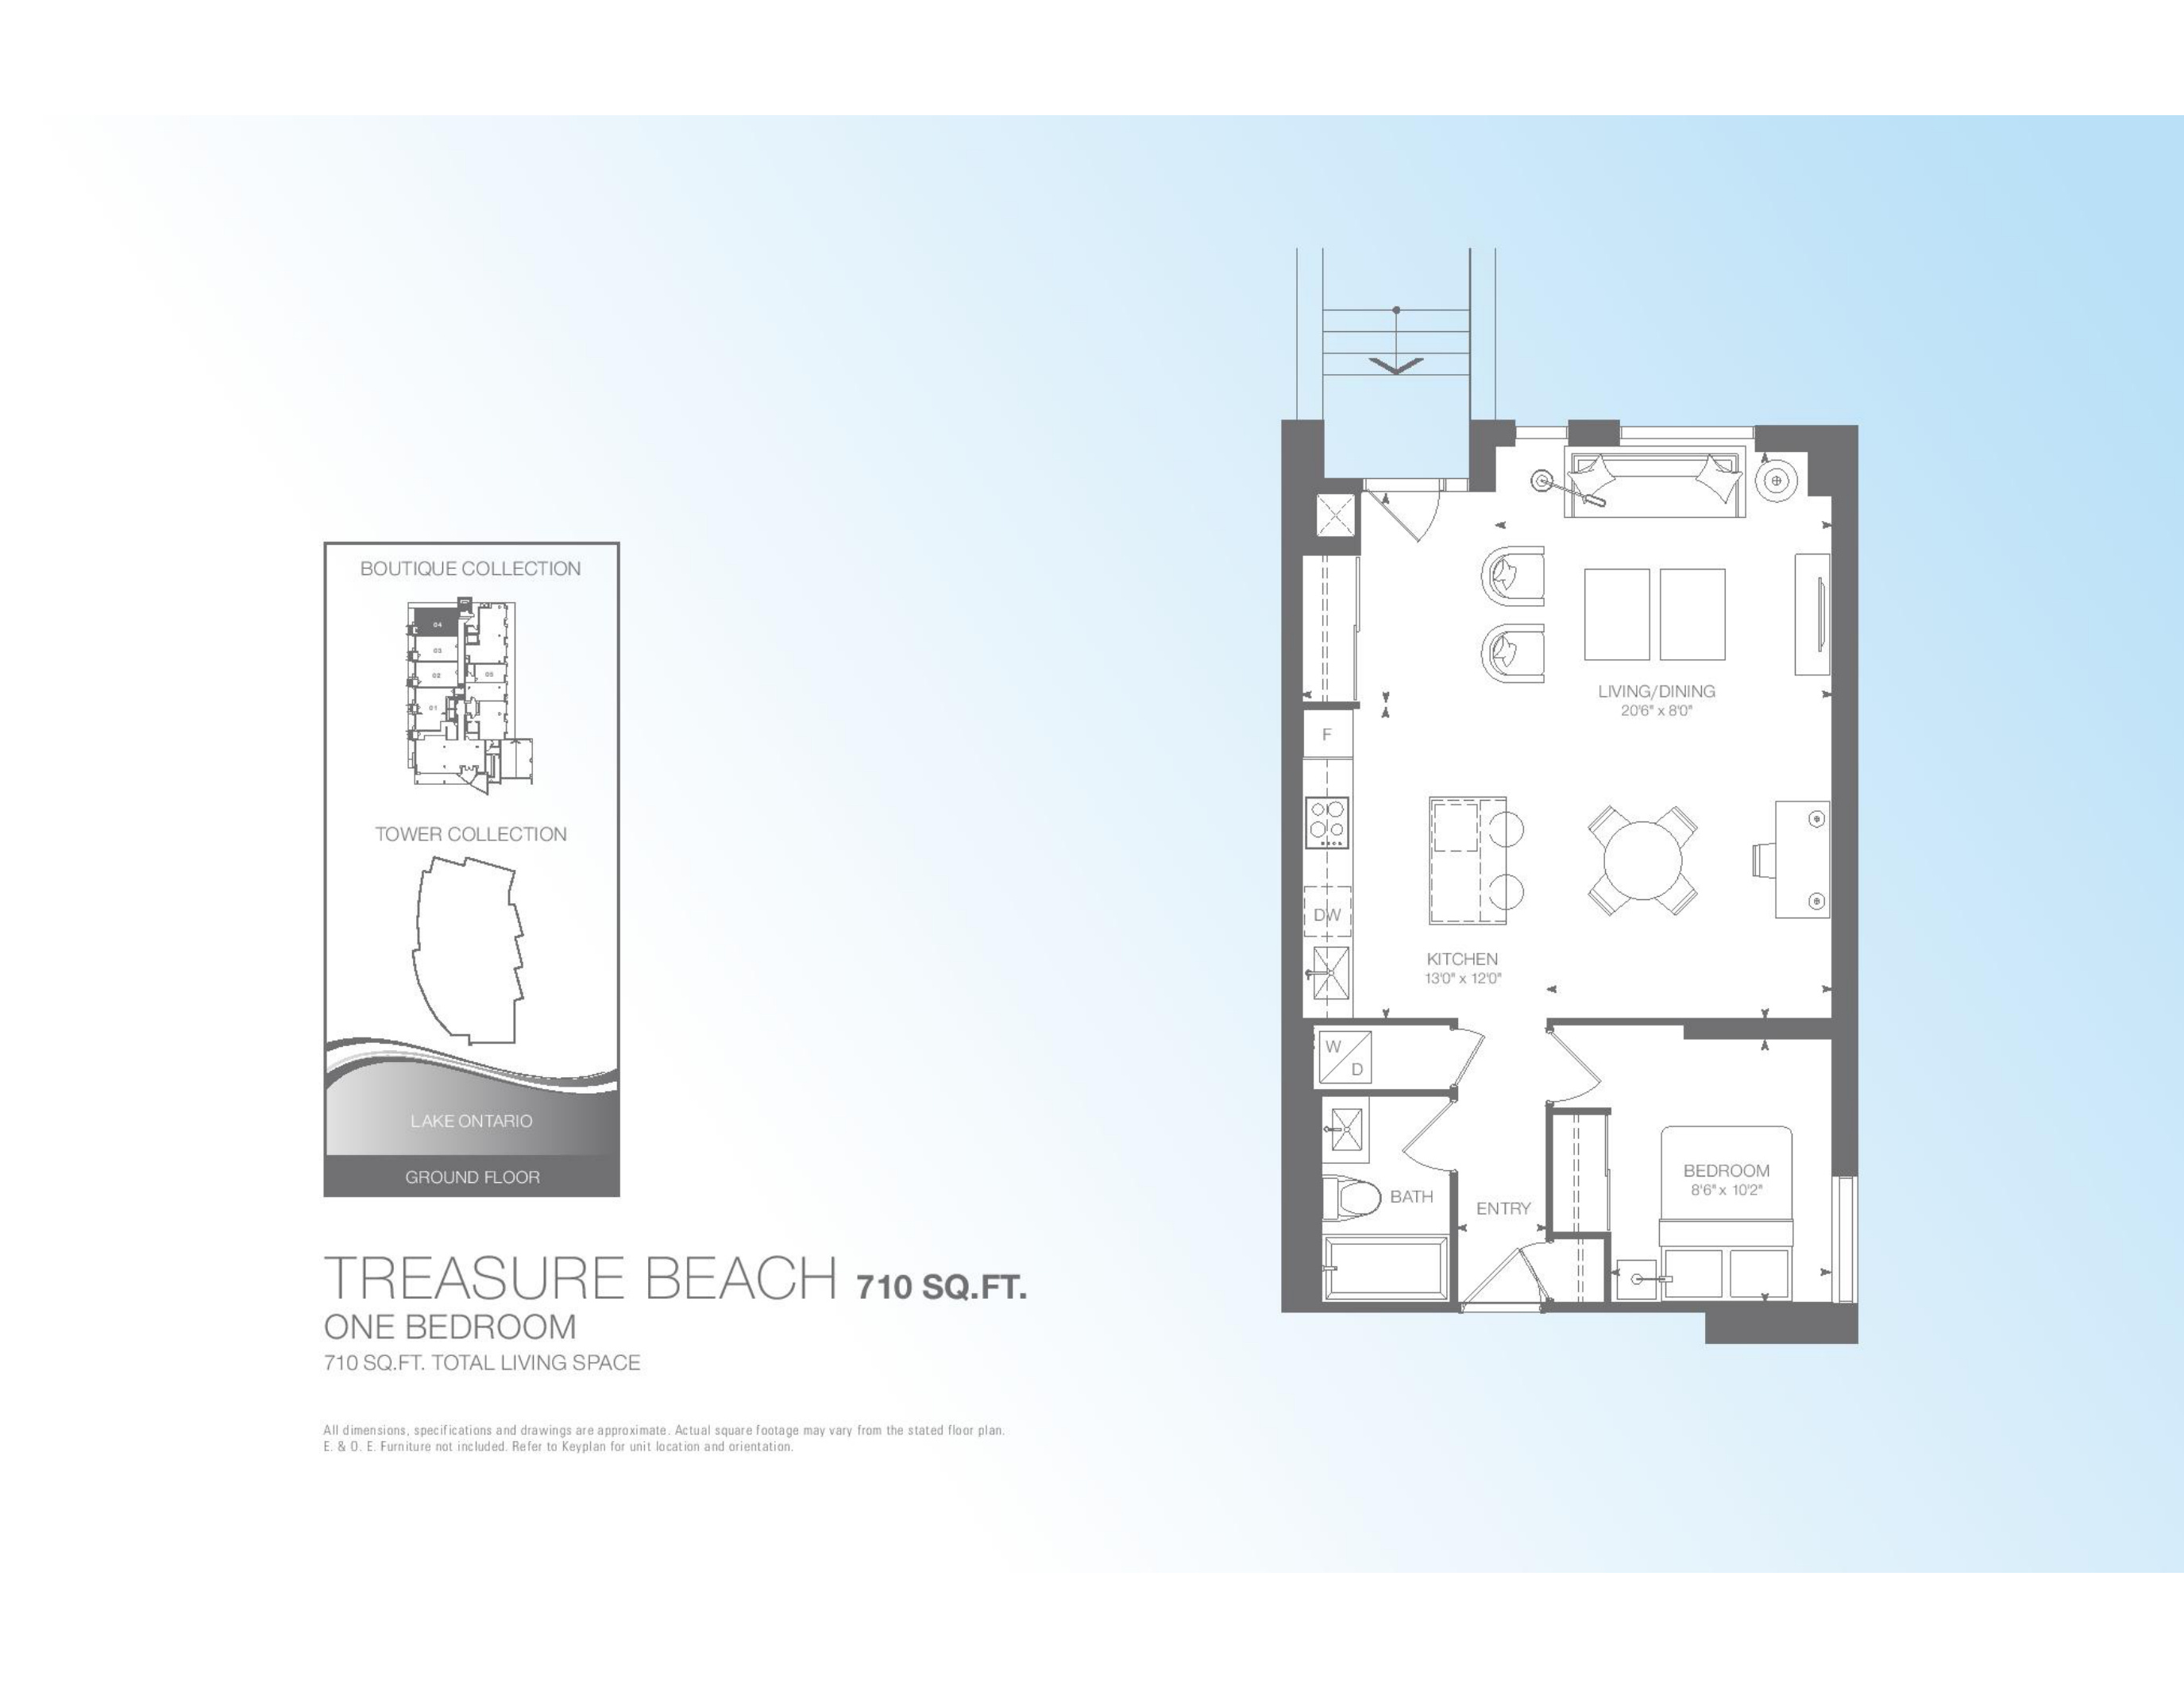 BOUTIQUE COLLECTION
04
03
02
05
01
TOWER COLLECTION
LAKE ONTARIO
GROUND FLOOR
TREASURE BEACH 710 SQ.FT.
ONE BEDROOM
710 SQ.FT. TOTAL LIVING SPACE
All dimensions, specifications and drawings are approximate. Actual square footage may vary from the stated floor plan.
E. & O. E. Furniture not included. Refer to Keyplan for unit location and orientation.
LIVING/DINING
20'6" x 8'0"
F
DW
KITCHEN
13'0" x 12'0"
W
D
BATH
ENTRY
BEDROOM
8'6" x 10'2"